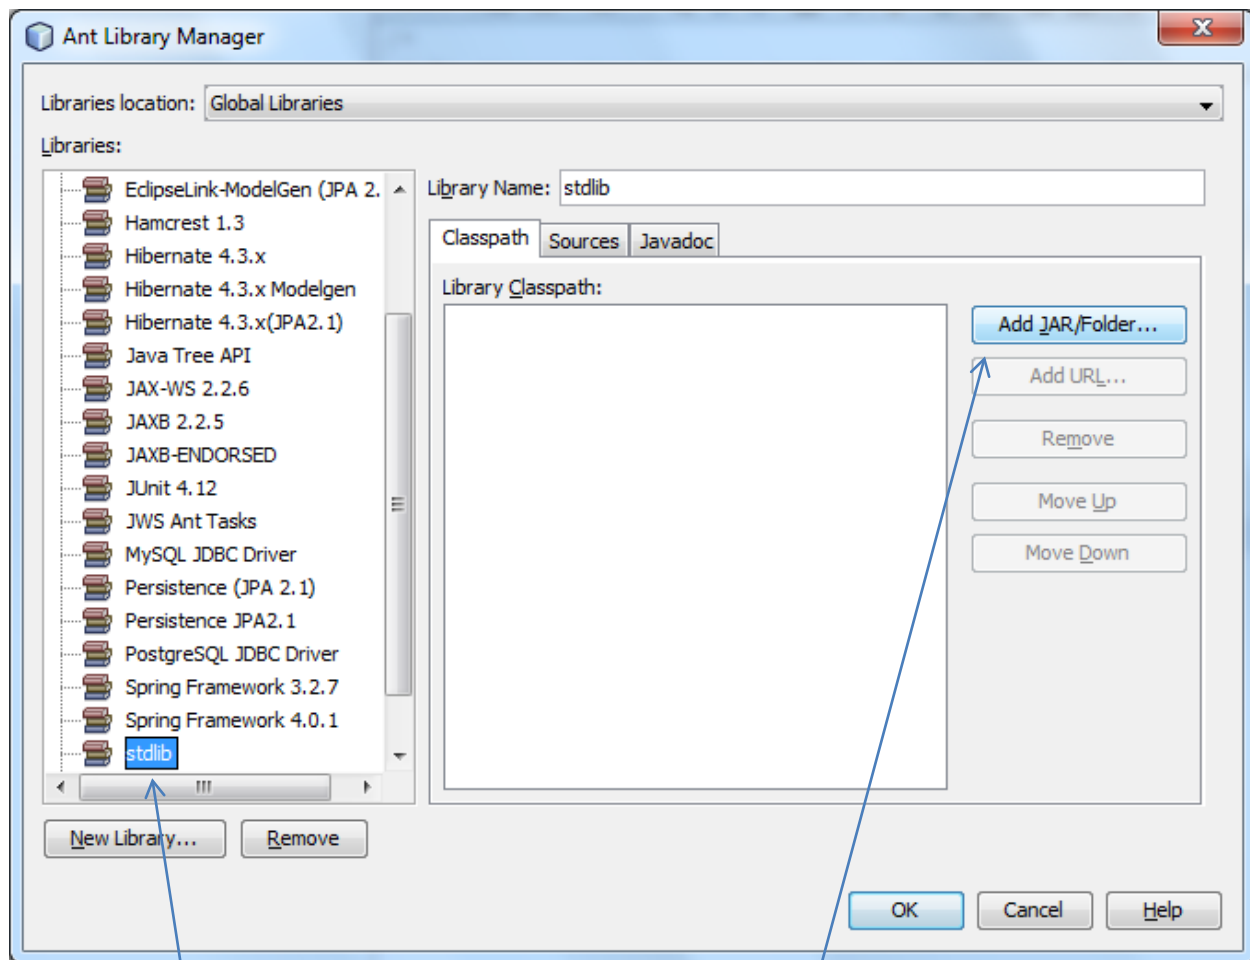 Ant Library Manager
Libraries location: Global Libraries
Libraries:
EclipseLink-ModelGen (JPA 2.
Hamcrest 1.3
Hibernate 4.3.x
Hibernate 4.3.x Modelgen
Hibernate 4.3.x(JPA2.1)
Java Tree API
JAX-WS 2.2.6
JAXB 2.2.5
JAXB-ENDORSED
JUnit 4.12
JWS Ant Tasks
MySQL JDBC Driver
Persistence (JPA 2.1)
Persistence JPA2.1
PostgreSQL JDBC Driver
Spring Framework 3.2.7
Spring Framework 4.0.1
stdlib
New Library... Remove
Library Name: stdlib
Classpath Sources Javadoc
Library Classpath:
Add JAR/Folder...
Add URL...
Remove
Move Up
Move Down
OK Cancel Help